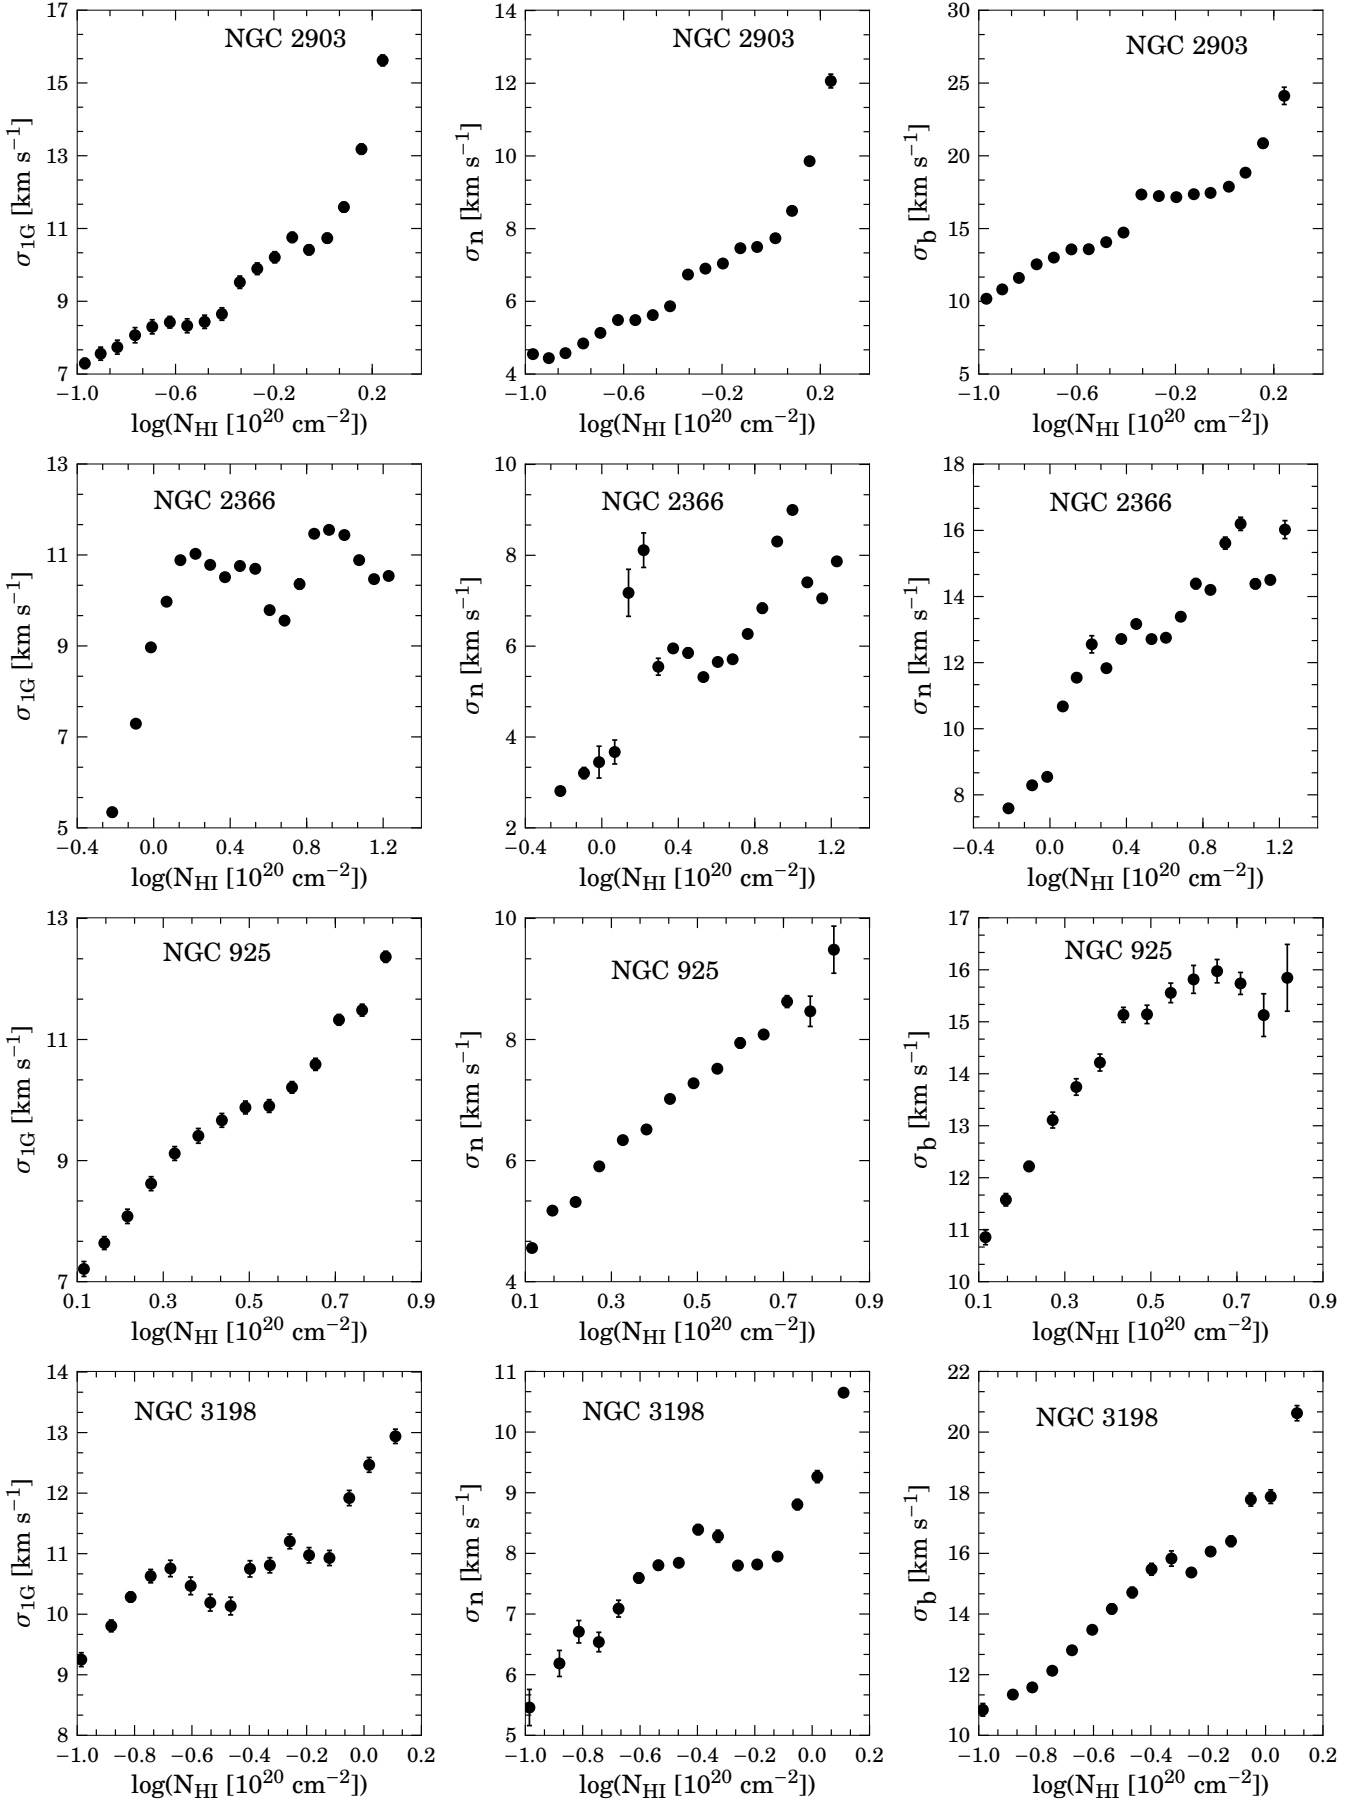 17
15
13
11
9
7
σ1G [km s−1]
NGC 2903
−1.0 −0.6 −0.2 0.2
log(NHI [10^20 cm−2])
14
12
10
8
6
4
σn [km s−1]
NGC 2903
−1.0 −0.6 −0.2 0.2
log(NHI [10^20 cm−2])
30
25
20
15
10
5
σb [km s−1]
NGC 2903
−1.0 −0.6 −0.2 0.2
log(NHI [10^20 cm−2])
13
11
9
7
5
σ1G [km s−1]
NGC 2366
−0.4 0.0 0.4 0.8 1.2
log(NHI [10^20 cm−2])
10
8
6
4
2
σn [km s−1]
NGC 2366
−0.4 0.0 0.4 0.8 1.2
log(NHI [10^20 cm−2])
18
16
14
12
10
8
σn [km s−1]
NGC 2366
−0.4 0.0 0.4 0.8 1.2
log(NHI [10^20 cm−2])
13
11
9
7
σ1G [km s−1]
NGC 925
0.1 0.3 0.5 0.7 0.9
log(NHI [10^20 cm−2])
10
8
6
4
σn [km s−1]
NGC 925
0.1 0.3 0.5 0.7 0.9
log(NHI [10^20 cm−2])
17
16
15
14
13
12
11
10
σb [km s−1]
NGC 925
0.1 0.3 0.5 0.7 0.9
log(NHI [10^20 cm−2])
14
13
12
11
10
9
8
σ1G [km s−1]
NGC 3198
−1.0 −0.8 −0.6 −0.4 −0.2 0.0 0.2
log(NHI [10^20 cm−2])
11
10
9
8
7
6
5
σn [km s−1]
NGC 3198
−1.0 −0.8 −0.6 −0.4 −0.2 0.0 0.2
log(NHI [10^20 cm−2])
22
20
18
16
14
12
10
σb [km s−1]
NGC 3198
−1.0 −0.8 −0.6 −0.4 −0.2 0.0 0.2
log(NHI [10^20 cm−2])